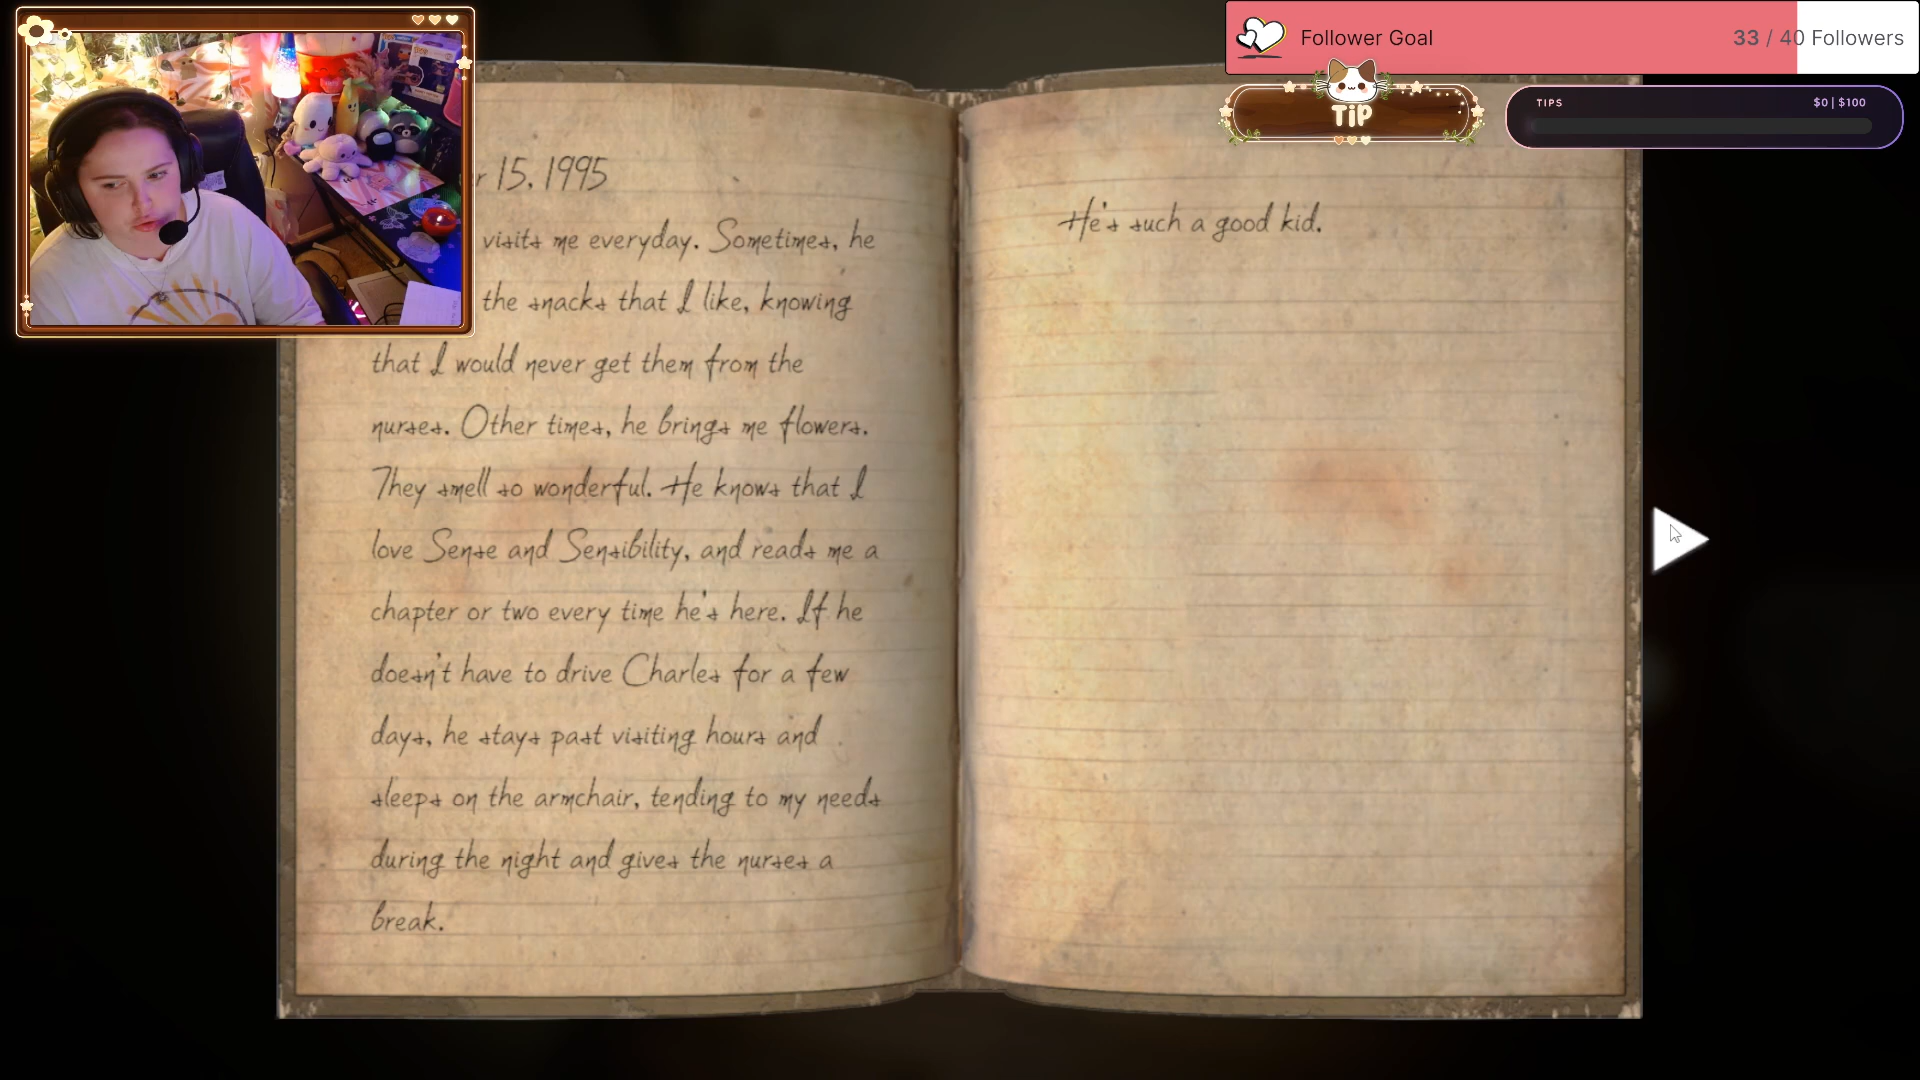 Follower Goal
33 / 40 Followers
TiP
TIPS
$0 | $100
15, 1995
visits me everyday. Sometimes, he
the snacks that I like, knowing
that I would never get them from the
nurses. Other times, he brings me flowers.
They smell so wonderful. He knows that I
love Sense and Sensibility, and reads me a
chapter or two every time he's here. If he
doesn't have to drive Charles for a few
days, he stays past visiting hours and
sleeps on the armchair, tending to my needs
during the night and gives the nurses a
break.
He's such a good kid.